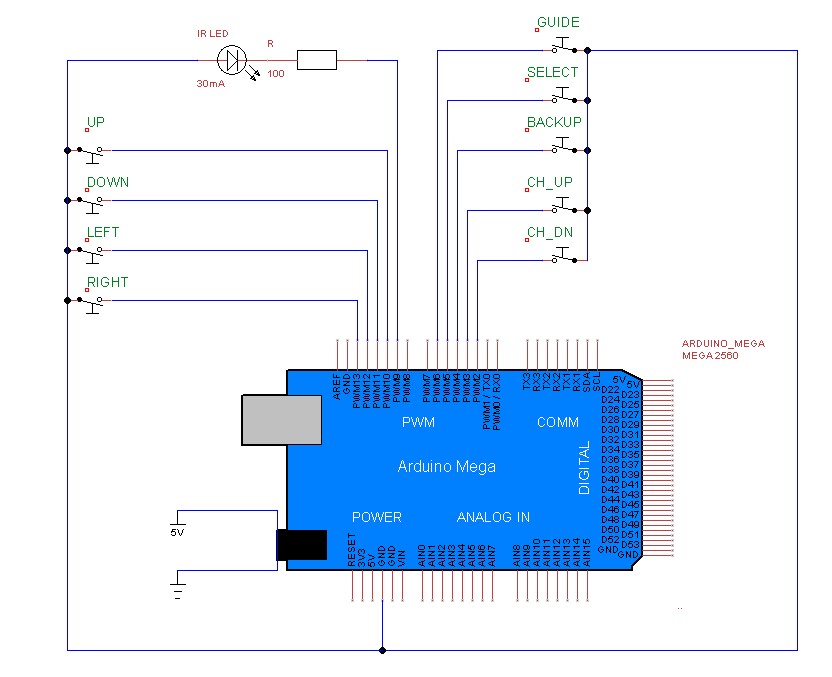 GUIDE
IR LED
R
100
30mA
SELECT
UP
BACKUP
DOWN
CH_UP
LEFT
CH_DN
RIGHT
ARDUINO_MEGA
MEGA2560
AREF
GND
PWM13
PWM12
PWM11
PWM10
PWM9
PWM8
PWM7
PWM6
PWM5
PWM4
PWM3
PWM2
PWM1 / TX0
PWM0 / RX0
TX3
RX3
TX2
RX2
TX1
RX1
SDA
SCL
5V
5V
D22
D23
D24
D25
D26
D27
D28
D29
D30
D31
D32
D33
D34
D35
D36
D37
D38
D39
D40
D41
D42
D43
D44
D45
D46
D47
D48
D49
D50
D51
D52
D53
GND
GND
PWM
COMM
DIGITAL
Arduino Mega
POWER
ANALOG IN
5V
RESET
3V3
5V
GND
GND
VIN
AIN0
AIN1
AIN2
AIN3
AIN4
AIN5
AIN6
AIN7
AIN8
AIN9
AIN10
AIN11
AIN12
AIN13
AIN14
AIN15